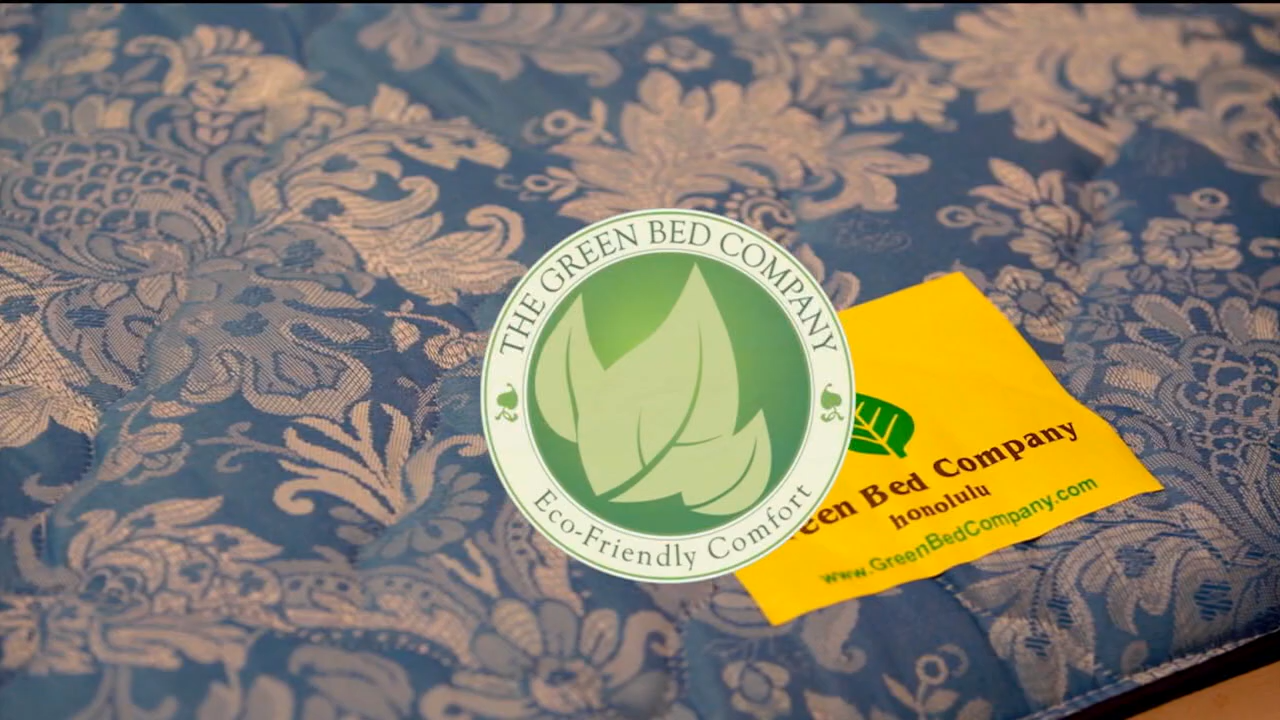 THE GREEN BED COMPANY
Eco-Friendly Comfort
een Bed Company
honolulu
www.GreenBedCompany.com